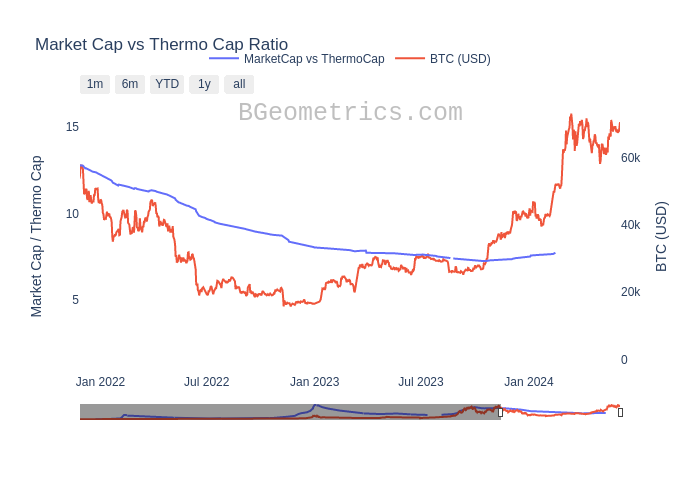 Market Cap vs Thermo Cap Ratio
MarketCap vs ThermoCap
BTC (USD)
1m
6m
YTD
1y
all
BGeometrics.com
15
10
5
Market Cap / Thermo Cap
60k
40k
20k
0
BTC (USD)
Jan 2022
Jul 2022
Jan 2023
Jul 2023
Jan 2024